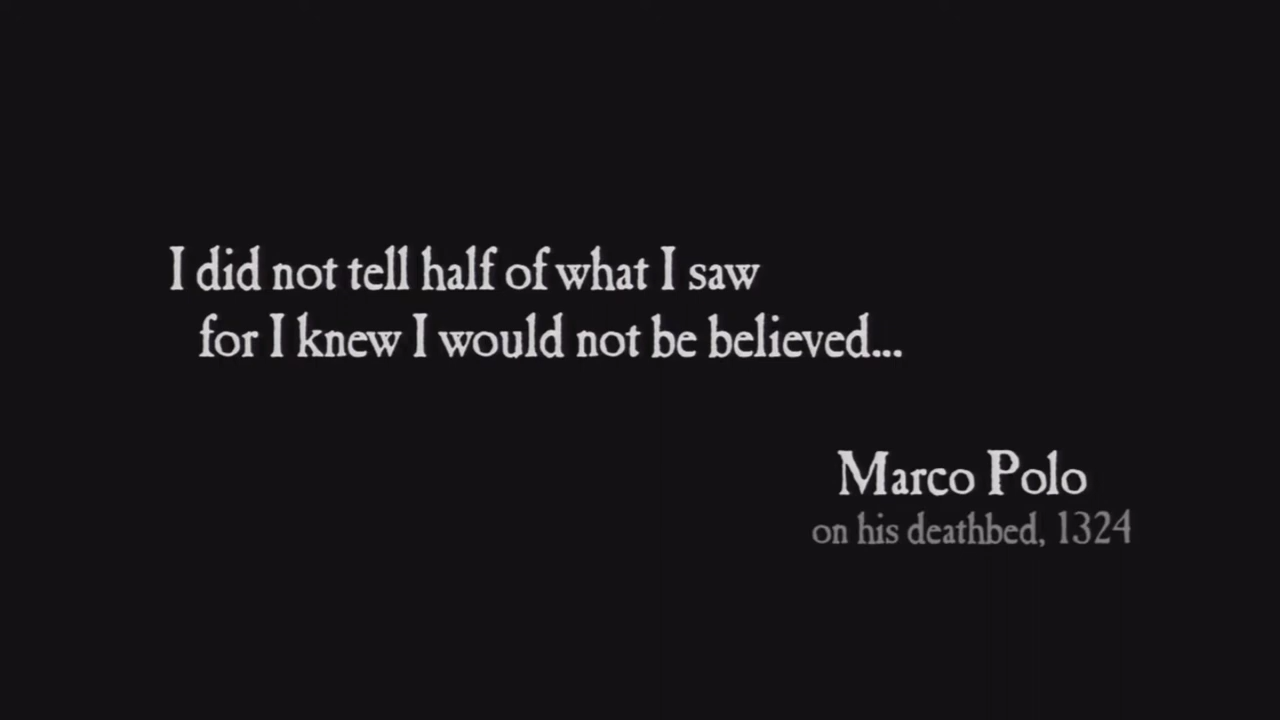 I did not tell half of what I saw
for I knew I would not be believed...
Marco Polo
on his deathbed, 1324